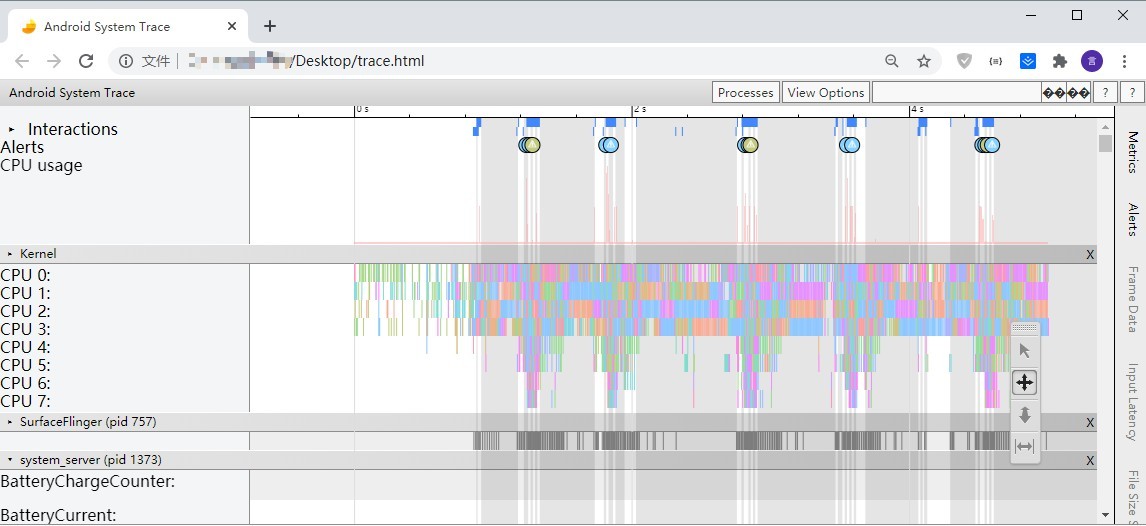 Android System Trace
文件 /Desktop/trace.html
言
Android System Trace Processes View Options ���� ? ?
0 s 2 s 4 s
Interactions
Alerts
CPU usage
Kernel X
CPU 0:
CPU 1:
CPU 2:
CPU 3:
CPU 4:
CPU 5:
CPU 6:
CPU 7:
SurfaceFlinger (pid 757) X
system_server (pid 1373) X
BatteryChargeCounter:
BatteryCurrent:
Metrics
Alerts
Frame Data
Input Latency
File Size